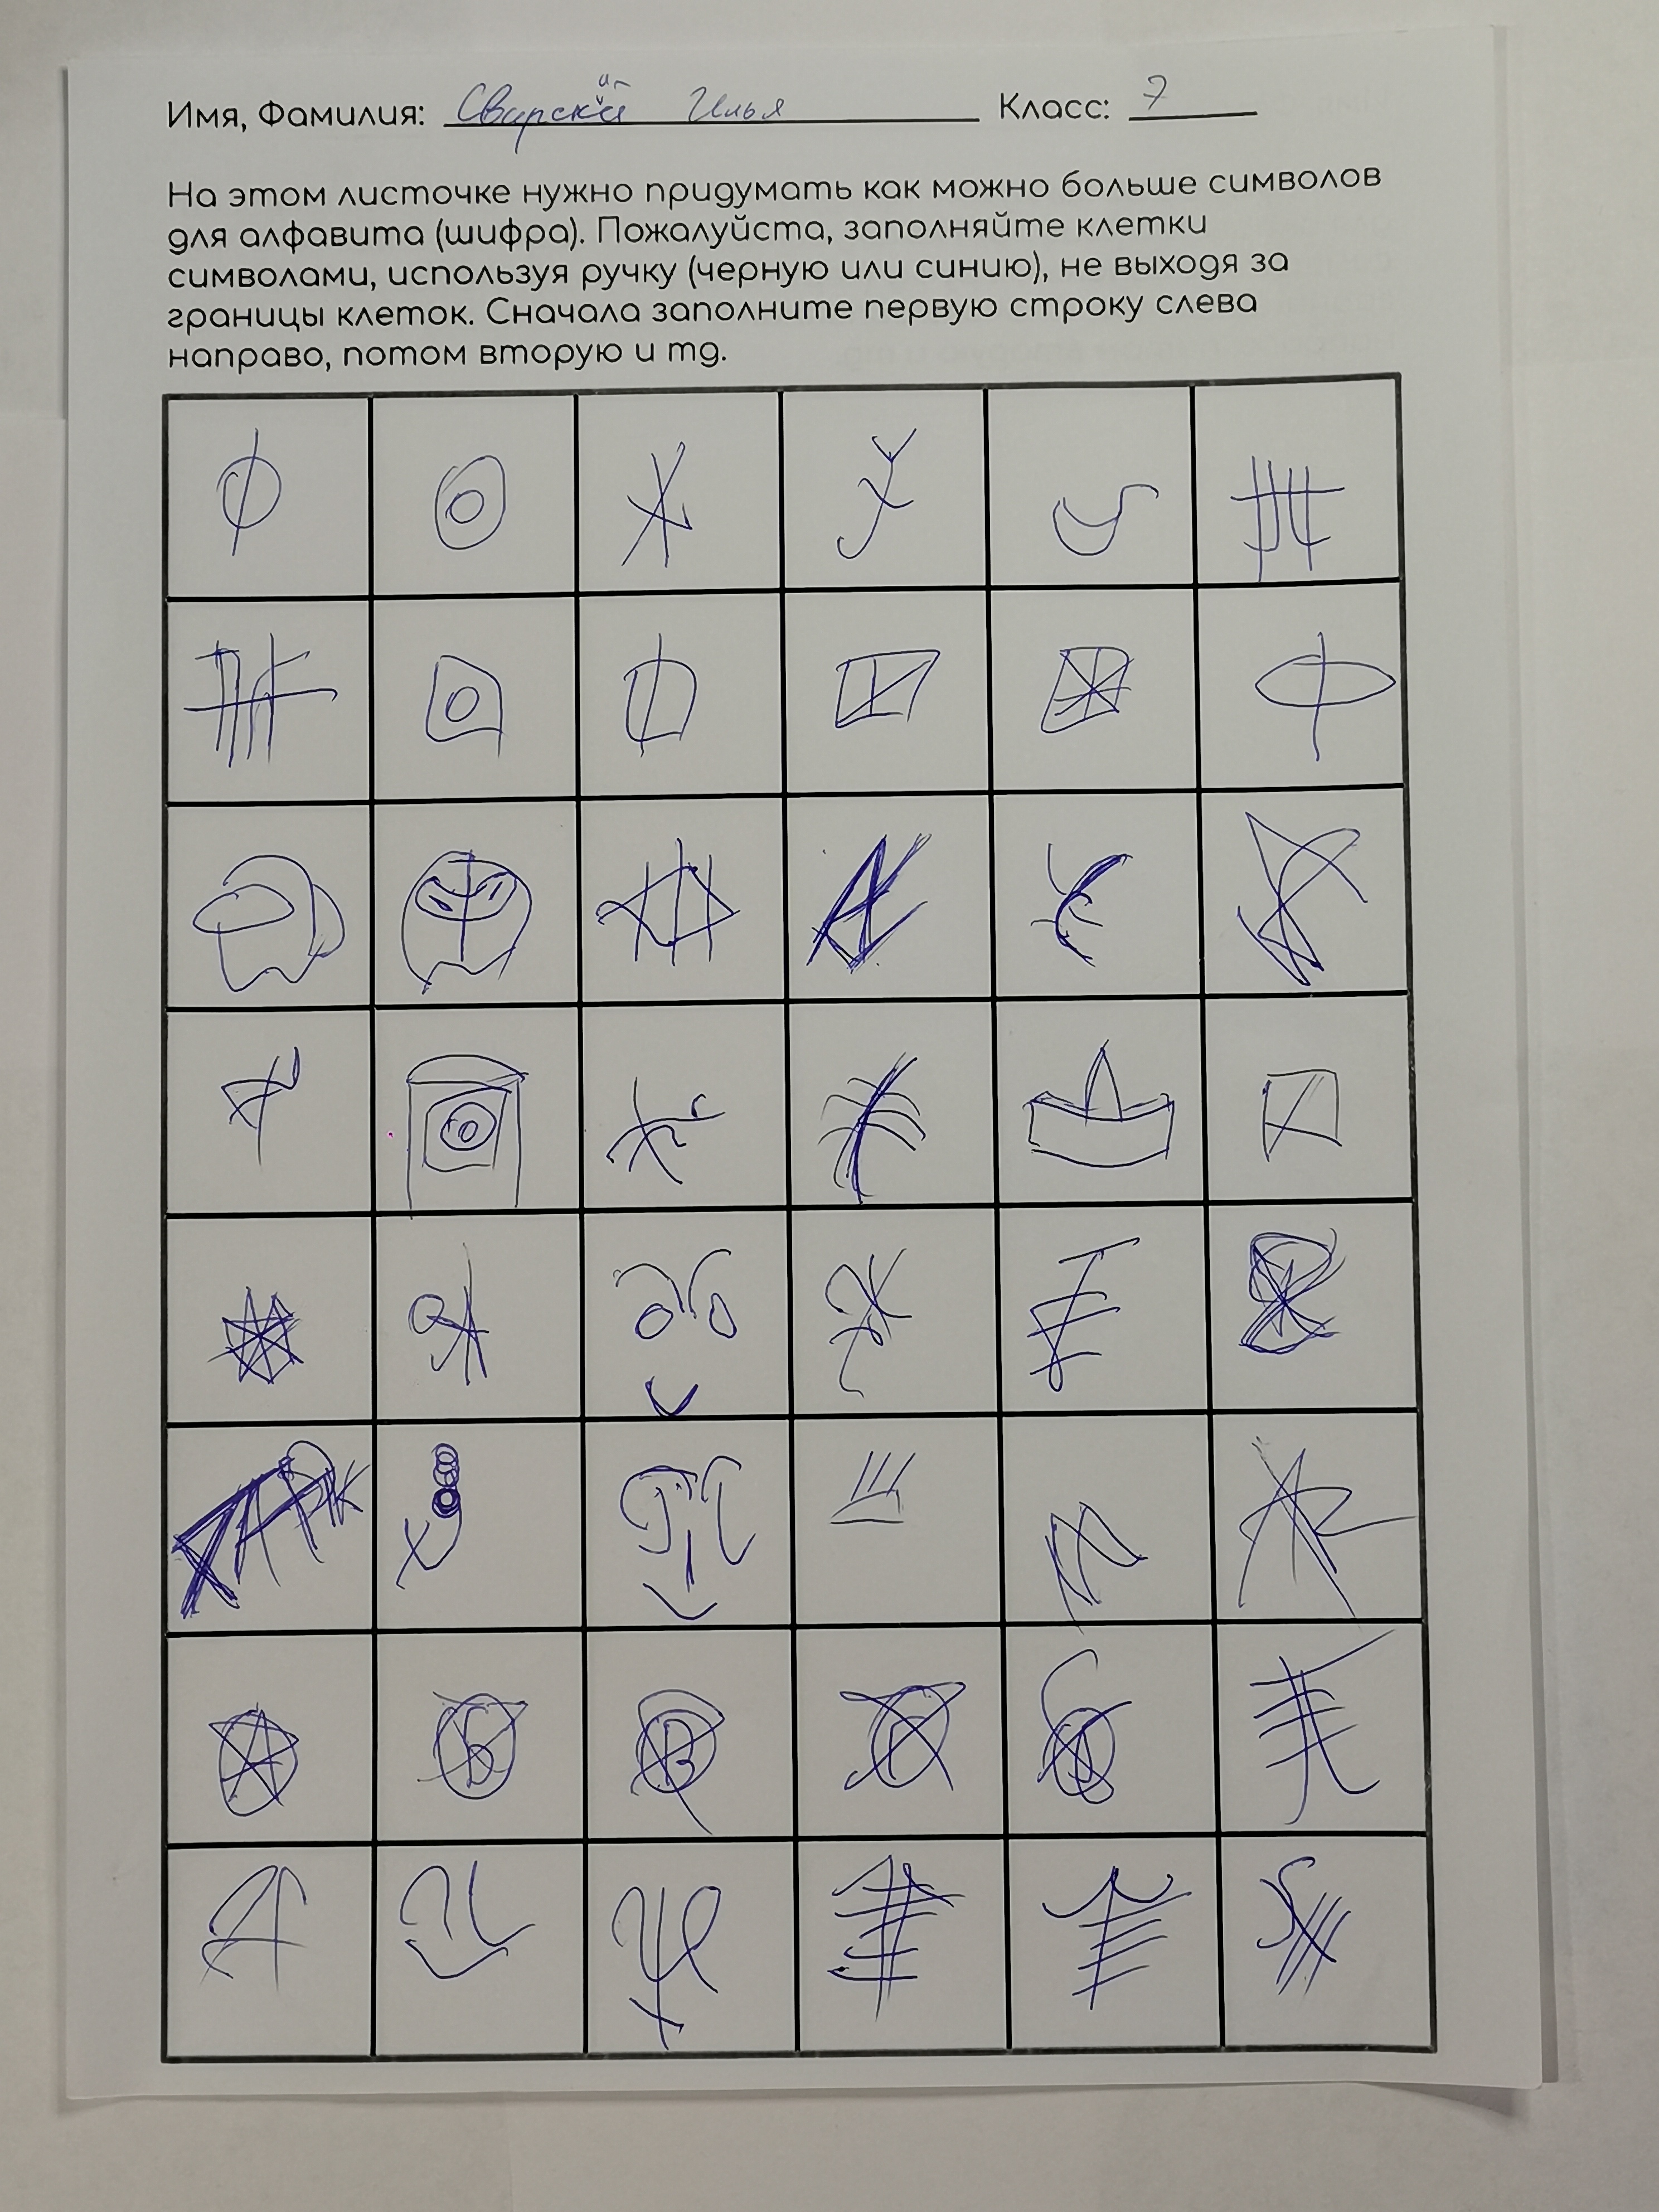 Имя, Фамилия: Свирский Илья Класс: 7
На этом листочке нужно придумать как можно больше символов
для алфавита (шифра). Пожалуйста, заполняйте клетки
символами, используя ручку (черную или синию), не выходя за
границы клеток. Сначала заполните первую строку слева
направо, потом вторую и тд.